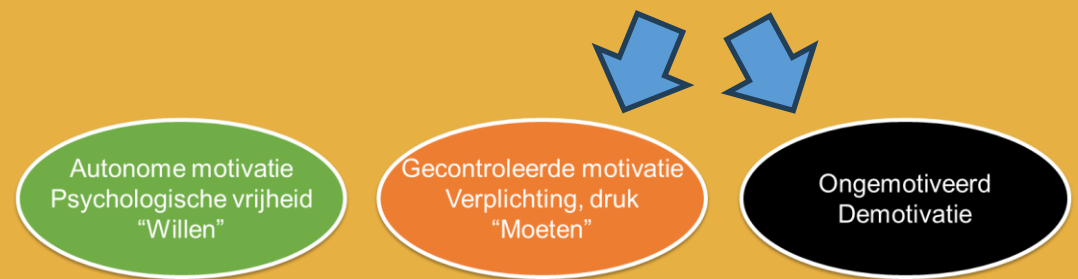 Autonome motivatie
Psychologische vrijheid
“Willen”
Gecontroleerde motivatie
Verplichting, druk
“Moeten”
Ongemotiveerd
Demotivatie